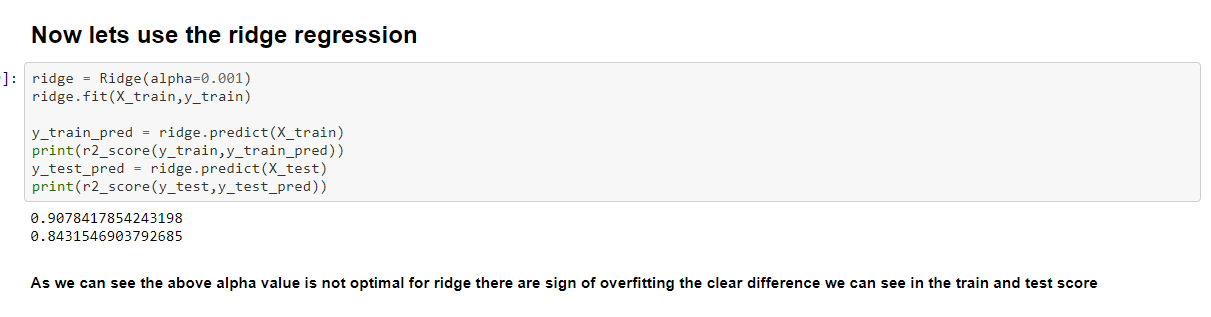 Now lets use the ridge regression
]: ridge = Ridge(alpha=0.001)
ridge.fit(X_train,y_train)
y_train_pred = ridge.predict(X_train)
print(r2_score(y_train,y_train_pred))
y_test_pred = ridge.predict(X_test)
print(r2_score(y_test,y_test_pred))
0.9078417854243198
0.8431546903792685
As we can see the above alpha value is not optimal for ridge there are sign of overfitting the clear difference we can see in the train and test score